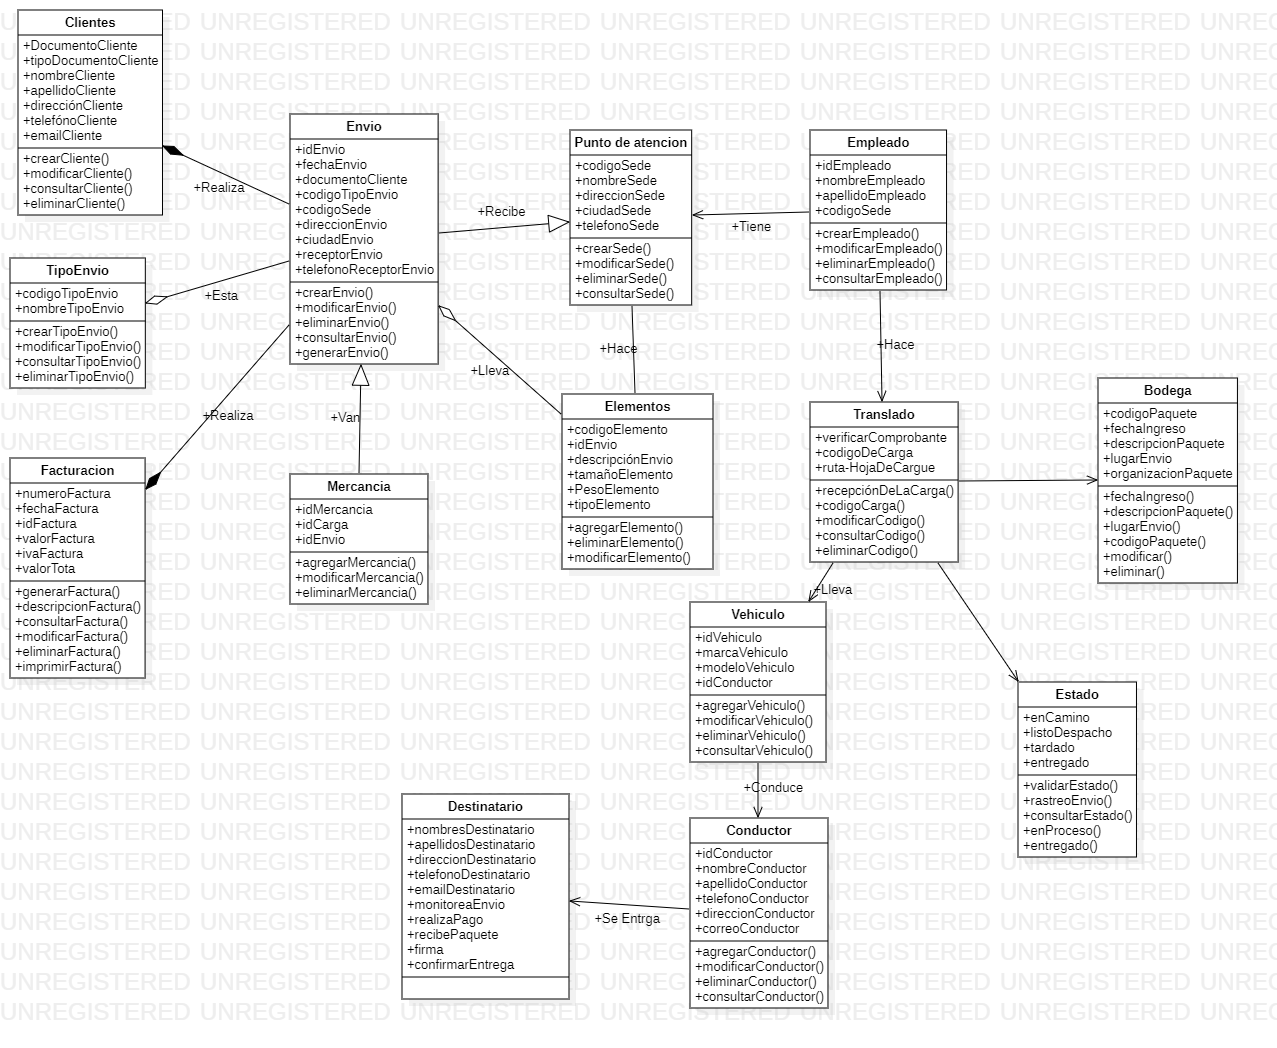 Clientes
+DocumentoCliente
+tipoDocumentoCliente
+nombreCliente
+apellidoCliente
+direcciónCliente
+telefónoCliente
+emailCliente
+crearCliente()
+modificarCliente()
+consultarCliente()
+eliminarCliente()
+Realiza
TipoEnvio
+codigoTipoEnvio
+nombreTipoEnvio
+crearTipoEnvio()
+modificarTipoEnvio()
+consultarTipoEnvio()
+eliminarTipoEnvio()
+Esta
Facturacion
+numeroFactura
+fechaFactura
+idFactura
+valorFactura
+ivaFactura
+valorTota
+generarFactura()
+descripcionFactura()
+consultarFactura()
+modificarFactura()
+eliminarFactura()
+imprimirFactura()
+Realiza
Envio
+idEnvio
+fechaEnvio
+documentoCliente
+codigoTipoEnvio
+codigoSede
+direccionEnvio
+ciudadEnvio
+receptorEnvio
+telefonoReceptorEnvio
+crearEnvio()
+modificarEnvio()
+eliminarEnvio()
+consultarEnvio()
+generarEnvio()
+Van
Mercancia
+idMercancia
+idCarga
+idEnvio
+agregarMercancia()
+modificarMercancia()
+eliminarMercancia()
+Recibe
+Lleva
Punto de atencion
+codigoSede
+nombreSede
+direccionSede
+ciudadSede
+telefonoSede
+crearSede()
+modificarSede()
+eliminarSede()
+consultarSede()
+Hace
Elementos
+codigoElemento
+idEnvio
+descripciónEnvio
+tamañoElemento
+PesoElemento
+tipoElemento
+agregarElemento()
+eliminarElemento()
+modificarElemento()
+Tiene
Empleado
+idEmpleado
+nombreEmpleado
+apellidoEmpleado
+codigoSede
+crearEmpleado()
+modificarEmpleado()
+eliminarEmpleado()
+consultarEmpleado()
+Hace
Translado
+verificarComprobante
+codigoDeCarga
+ruta-HojaDeCargue
+recepciónDeLaCarga()
+codigoCarga()
+modificarCodigo()
+consultarCodigo()
+eliminarCodigo()
Bodega
+codigoPaquete
+fechaIngreso
+descripcionPaquete
+lugarEnvio
+organizacionPaquete
+fechaIngreso()
+descripcionPaquete()
+lugarEnvio()
+codigoPaquete()
+modificar()
+eliminar()
+Lleva
Vehiculo
+idVehiculo
+marcaVehiculo
+modeloVehiculo
+idConductor
+agregarVehiculo()
+modificarVehiculo()
+eliminarVehiculo()
+consultarVehiculo()
Estado
+enCamino
+listoDespacho
+tardado
+entregado
+validarEstado()
+rastreoEnvio()
+consultarEstado()
+enProceso()
+entregado()
+Conduce
Conductor
+idConductor
+nombreConductor
+apellidoConductor
+telefonoConductor
+direccionConductor
+correoConductor
+agregarConductor()
+modificarConductor()
+eliminarConductor()
+consultarConductor()
+Se Entrga
Destinatario
+nombresDestinatario
+apellidosDestinatario
+direccionDestinatario
+telefonoDestinatario
+emailDestinatario
+monitoreaEnvio
+realizaPago
+recibePaquete
+firma
+confirmarEntrega
UNREGISTERED